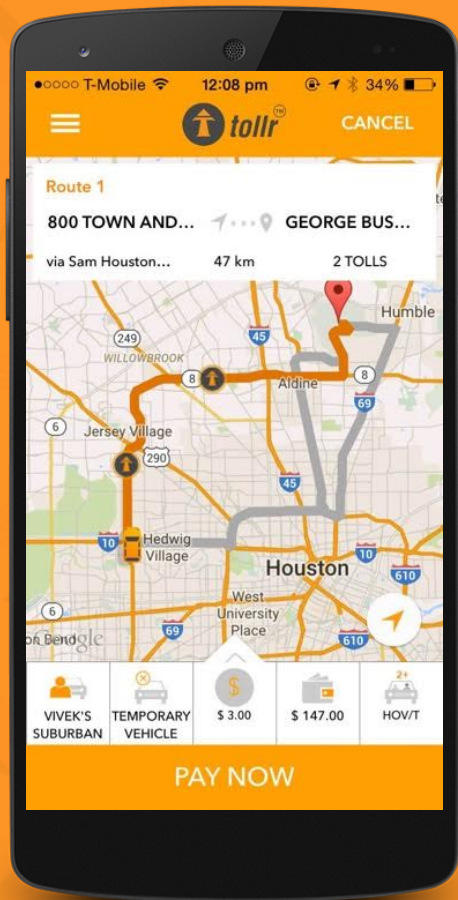 T-Mobile 12:08 pm 34%
tollr™
CANCEL
Route 1
800 TOWN AND... GEORGE BUS...
via Sam Houston... 47 km 2 TOLLS
Humble
249
45
WILLOWBROOK
8
Aldine
8
69
6
Jersey Village
290
45
10
Hedwig
Village
Houston
10
610
West
University
Place
6
69
610
on Bend
gle
$
2+
VIVEK'S
SUBURBAN
TEMPORARY
VEHICLE
$ 3.00
$ 147.00
HOV/T
PAY NOW